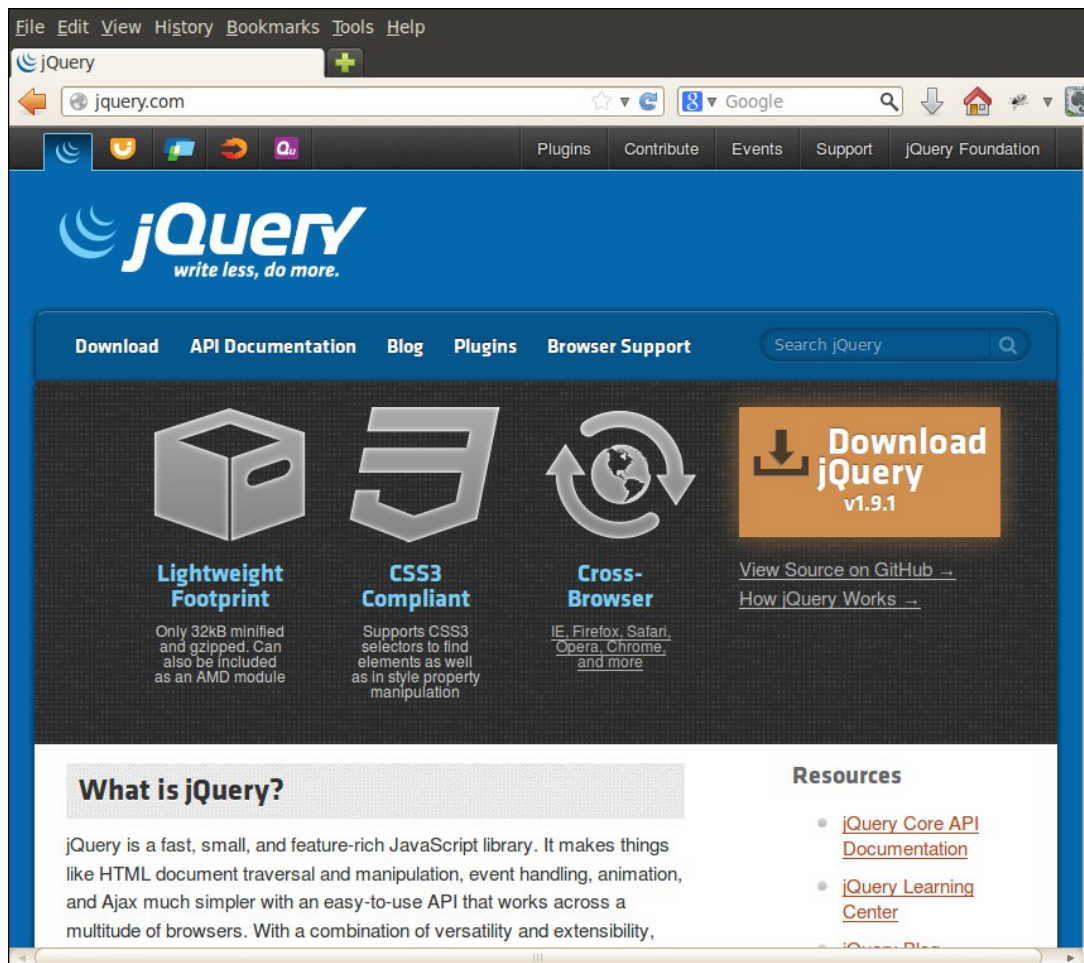 File Edit View History Bookmarks Tools Help
jQuery
jquery.com
8 Google
Qu
Plugins Contribute Events Support jQuery Foundation
jQuery
write less, do more.
Download API Documentation Blog Plugins Browser Support Search jQuery
Download
jQuery
v1.9.1
Lightweight
Footprint
Only 32kB minified
and gzipped. Can
also be included
as an AMD module
CSS3
Compliant
Supports CSS3
selectors to find
elements as well
as in style property
manipulation
Cross-
Browser
IE, Firefox, Safari,
Opera, Chrome,
and more
View Source on GitHub →
How jQuery Works →
What is jQuery?
jQuery is a fast, small, and feature-rich JavaScript library. It makes things
like HTML document traversal and manipulation, event handling, animation,
and Ajax much simpler with an easy-to-use API that works across a
multitude of browsers. With a combination of versatility and extensibility,
Resources
jQuery Core API
Documentation
jQuery Learning
Center
jQuery Blog